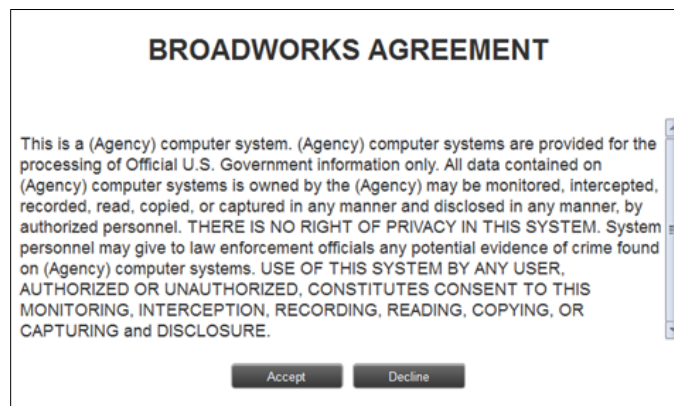 BROADWORKS AGREEMENT
This is a (Agency) computer system. (Agency) computer systems are provided for the
processing of Official U.S. Government information only. All data contained on
(Agency) computer systems is owned by the (Agency) may be monitored, intercepted,
recorded, read, copied, or captured in any manner and disclosed in any manner, by
authorized personnel. THERE IS NO RIGHT OF PRIVACY IN THIS SYSTEM. System
personnel may give to law enforcement officials any potential evidence of crime found
on (Agency) computer systems. USE OF THIS SYSTEM BY ANY USER,
AUTHORIZED OR UNAUTHORIZED, CONSTITUTES CONSENT TO THIS
MONITORING, INTERCEPTION, RECORDING, READING, COPYING, OR
CAPTURING and DISCLOSURE.
Accept Decline